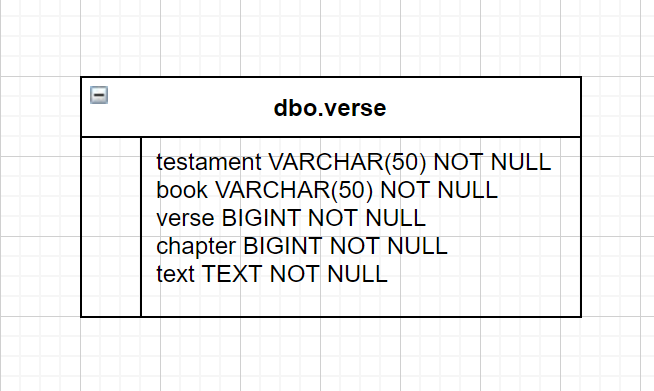 dbo.verse
testament VARCHAR(50) NOT NULL
book VARCHAR(50) NOT NULL
verse BIGINT NOT NULL
chapter BIGINT NOT NULL
text TEXT NOT NULL